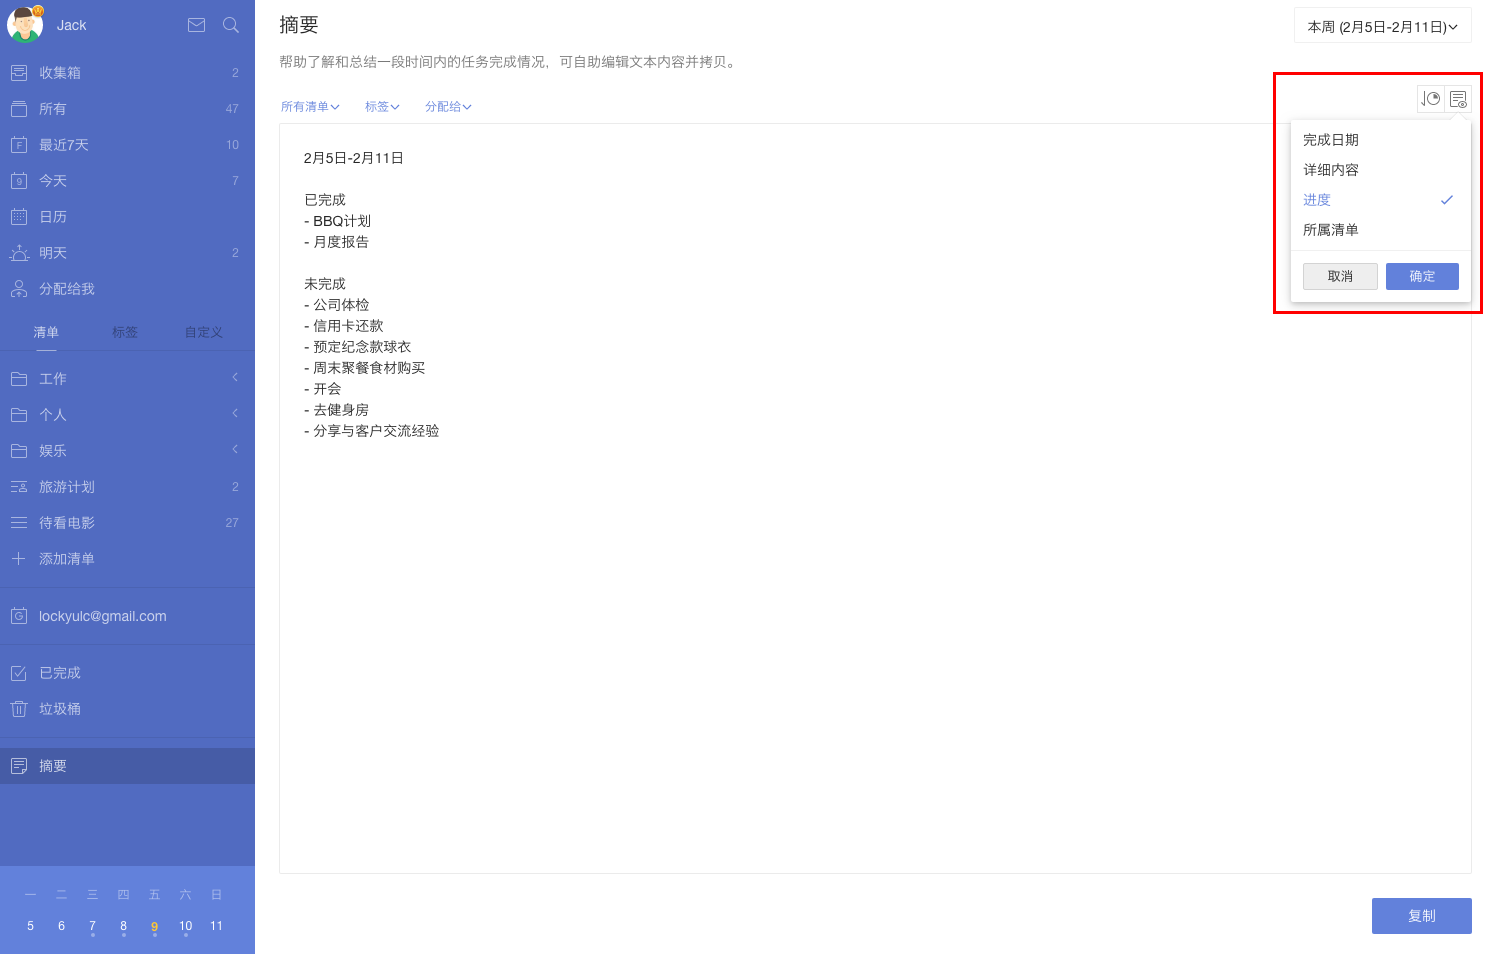 Jack
收集箱 2
所有 47
最近7天 10
今天 7
日历
明天 2
分配给我
清单 标签 自定义
工作
个人
娱乐
旅游计划 2
待看电影 27
添加清单
lockyulc@gmail.com
已完成
垃圾桶
摘要
一 二 三 四 五 六 日
5 6 7 8 9 10 11
摘要
本周 (2月5日-2月11日)
帮助了解和总结一段时间内的任务完成情况，可自助编辑文本内容并拷贝。
所有清单 标签 分配给
2月5日-2月11日
已完成
- BBQ计划
- 月度报告
未完成
- 公司体检
- 信用卡还款
- 预定纪念款球衣
- 周末聚餐食材购买
- 开会
- 去健身房
- 分享与客户交流经验
完成日期
详细内容
进度
所属清单
取消 确定
复制